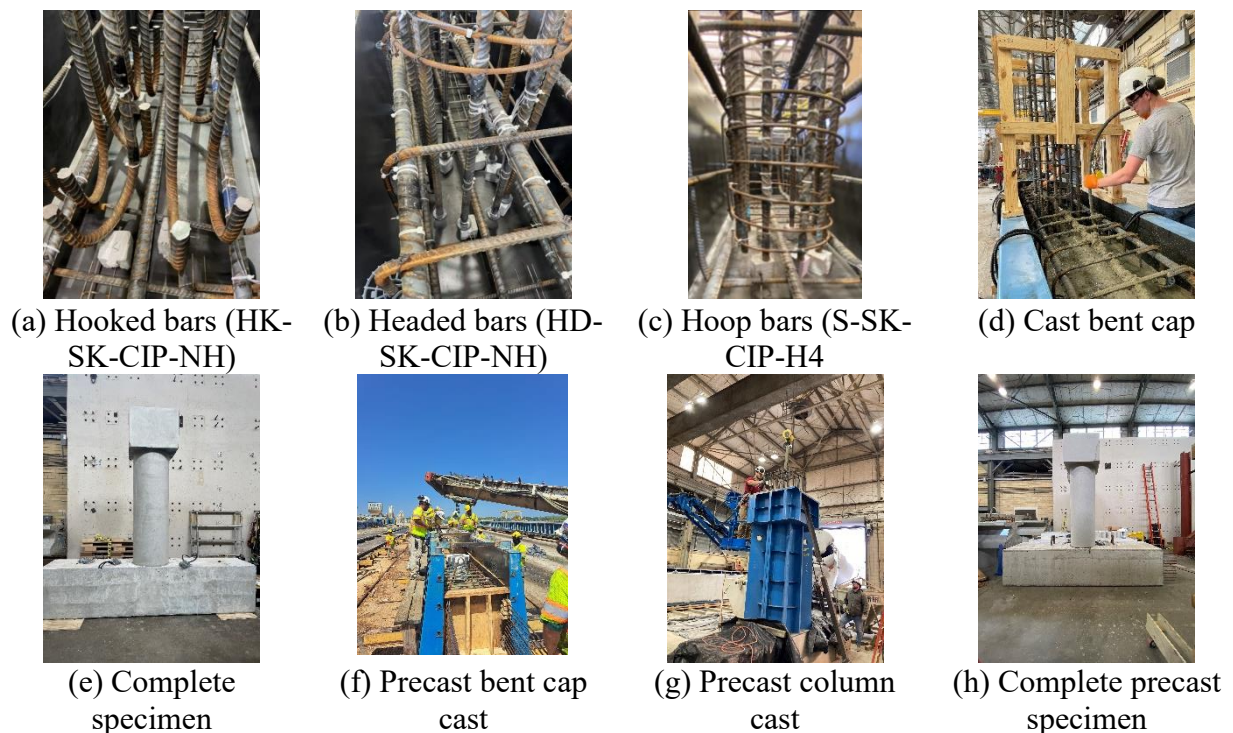 (a) Hooked bars (HK-
SK-CIP-NH)
(b) Headed bars (HD-
SK-CIP-NH)
(c) Hoop bars (S-SK-
CIP-H4
(d) Cast bent cap
(e) Complete
specimen
(f) Precast bent cap
cast
(g) Precast column
cast
(h) Complete precast
specimen